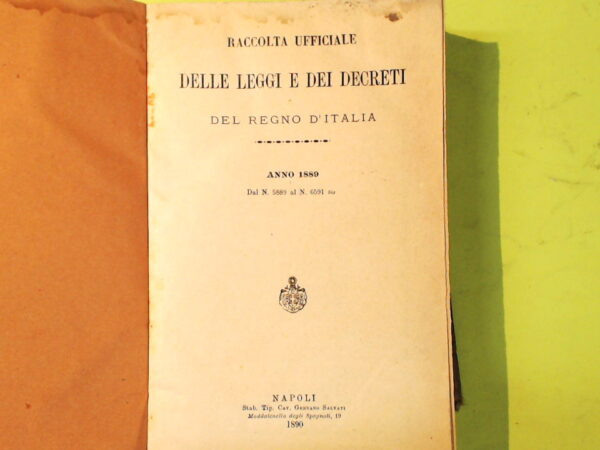 RACCOLTA UFFICIALE
DELLE LEGGI E DEI DECRETI
DEL REGNO D'ITALIA
ANNO 1889
Dal N. 5889 al N. 6591 bis
NAPOLI
Stab. Tip. Cav. Gennaro Salvati
Maddalenella degli Spagnoli, 19
1890